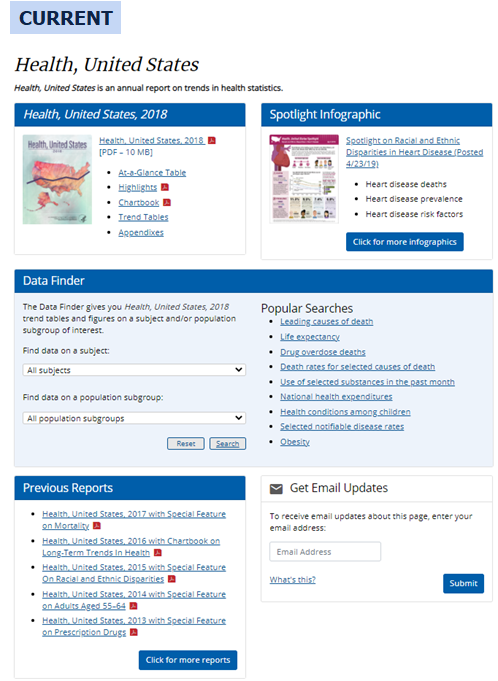 CURRENT
Health, United States
Health, United States is an annual report on trends in health statistics.
Health, United States, 2018
Health, United States
Health, United States, 2018
[PDF – 10 MB]
At-a-Glance Table
Highlights
Chartbook
Trend Tables
Appendixes
Spotlight Infographic
Spotlight on Racial and Ethnic
Disparities in Heart Disease (Posted
4/23/19)
Heart disease deaths
Heart disease prevalence
Heart disease risk factors
Click for more infographics
Data Finder
The Data Finder gives you Health, United States, 2018
trend tables and figures on a subject and/or population
subgroup of interest.
Find data on a subject:
All subjects
Find data on a population subgroup:
All population subgroups
Reset
Search
Popular Searches
Leading causes of death
Life expectancy
Drug overdose deaths
Death rates for selected causes of death
Use of selected substances in the past month
National health expenditures
Health conditions among children
Selected notifiable disease rates
Obesity
Previous Reports
Health, United States, 2017 with Special Feature
on Mortality
Health, United States, 2016 with Chartbook on
Long-Term Trends In Health
Health, United States, 2015 with Special Feature
On Racial and Ethnic Disparities
Health, United States, 2014 with Special Feature
on Adults Aged 55–64
Health, United States, 2013 with Special Feature
on Prescription Drugs
Click for more reports
Get Email Updates
To receive email updates about this page, enter your
email address:
Email Address
What's this?
Submit